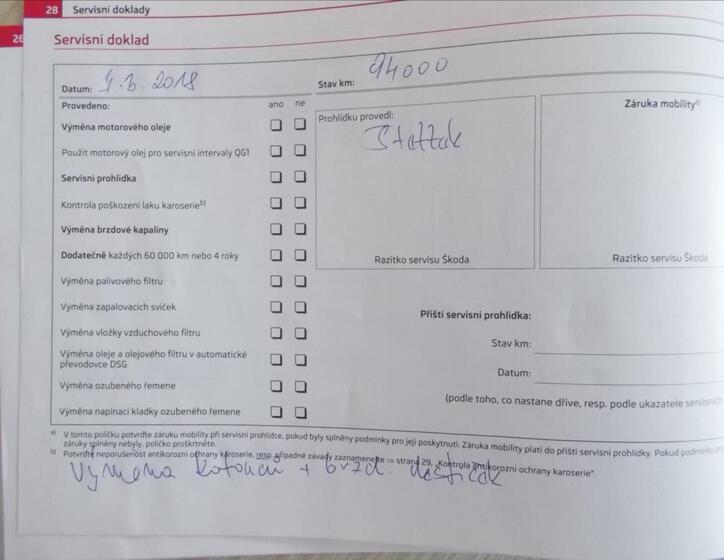 28 Servisní doklady
26
Servisní doklad
Datum: 2018
Stav km: 94000
Provedeno: ano ne
Výměna motorového oleje
Použit motorový olej pro servisní intervaly QG1
Servisní prohlídka
Kontrola poškození laku karoserie b)
Výměna brzdové kapaliny
Dodatečně každých 60 000 km nebo 4 roky
Výměna palivového filtru
Výměna zapalovacích svíček
Výměna vložky vzduchového filtru
Výměna oleje a olejového filtru v automatické
převodovce DSG
Výměna ozubeného řemene
Výměna napínací kladky ozubeného řemene
Prohlídku provedl:
Razítko servisu Škoda
Záruka mobility a)
Razítko servisu Škoda
Příští servisní prohlídka:
Stav km:
Datum:
(podle toho, co nastane dříve, resp. podle ukazatele servisních
a) V tomto políčku potvrďte záruku mobility při servisní prohlídce, pokud byly splněny podmínky pro její poskytnutí. Záruka mobility platí do příští servisní prohlídky. Pokud podmínky pro
záruky splněny nebyly, políčko proškrtněte.
b) Potvrďte neporušenost antikorozní ochrany karoserie, resp. případné závady zaznamenejte ⇒ strana 29, „Kontrola antikorozní ochrany karoserie“.
Výměna kotoučů + brzd. destiček